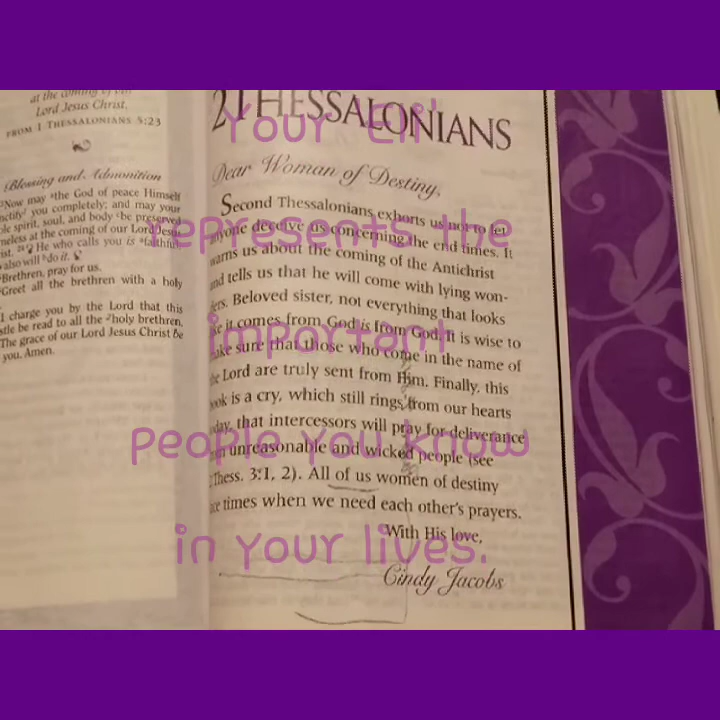 at the coming of
Lord Jesus Christ.
FROM 1 THESSALONIANS 5:23
Blessing and Admonition
Now may the God of peace Himself
you completely; and may your
spirit, soul, and body be preserved
at the coming of our Lord Jesus
He who calls you is faithful,
also will do it.
Brethren, pray for us.
Greet all the brethren with a holy
I charge you by the Lord that this
be read to all the holy brethren.
The grace of our Lord Jesus Christ be
you. Amen.
2 THESSALONIANS
Dear Woman of Destiny,
Second Thessalonians exhorts us not to let
anyone deceive us concerning the end times. It
warns us about the coming of the Antichrist
and tells us that he will come with lying won-
ders. Beloved sister, not everything that looks
like it comes from God is from God. It is wise to
make sure that those who come in the name of
the Lord are truly sent from Him. Finally, this
book is a cry, which still rings from our hearts
today, that intercessors will pray for deliverance
unreasonable and wicked people (see
Thess. 3:1, 2). All of us women of destiny
face times when we need each other's prayers.
With His love,
Cindy Jacobs
Your Elf
represents the
important
People you know
in your lives.